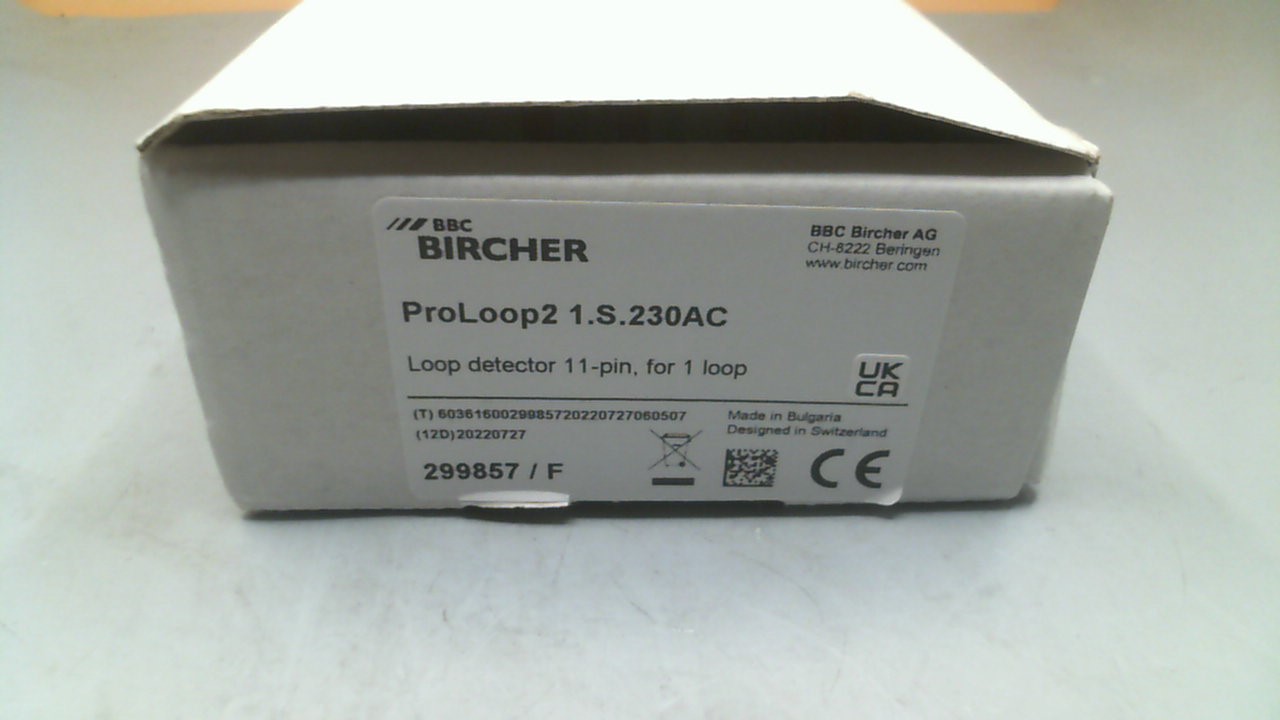 BBC
BIRCHER
BBC Bircher AG
CH-8222 Beringen
www.bircher.com
ProLoop2 1.S.230AC
Loop detector 11-pin, for 1 loop
UK
CA
(T) 6036160029985720220727060507
(12D)20220727
Made in Bulgaria
Designed in Switzerland
299857 / F
CE